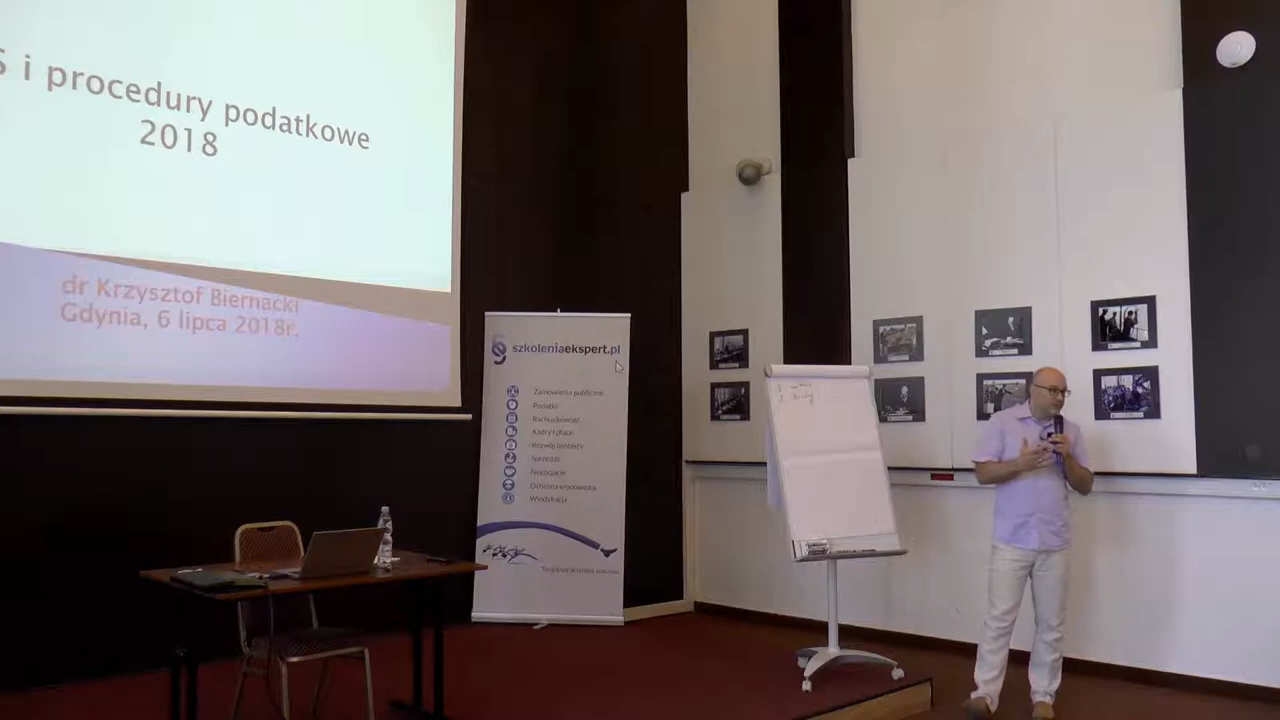 i procedury podatkowe
2018
dr Krzysztof Biernacki
Gdynia, 6 lipca 2018r.
szkoleniaekspert.pl
Zamówienia publiczne
Podatki
Rachunkowość
Kadry i płace
Rozwój osobisty
Sprzedaż
Negocjacje
Ochrona środowiska
Windykacja